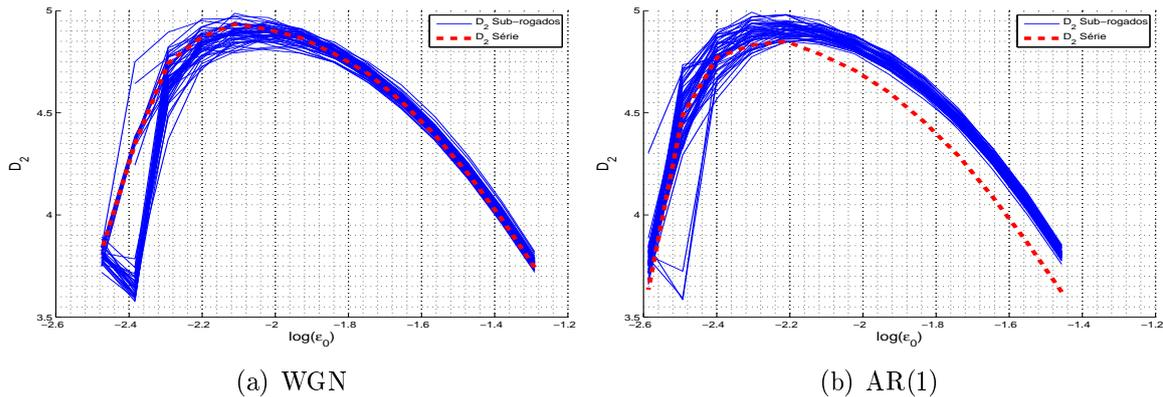 5
4.5
4
3.5
D₂
−2.6 −2.4 −2.2 −2 −1.8 −1.6 −1.4 −1.2
log(ε₀)
D₂ Sub−rogados
D₂ Série
(a) WGN
5
4.5
4
3.5
D₂
−2.6 −2.4 −2.2 −2 −1.8 −1.6 −1.4 −1.2
log(ε₀)
D₂ Sub−rogados
D₂ Série
(b) AR(1)